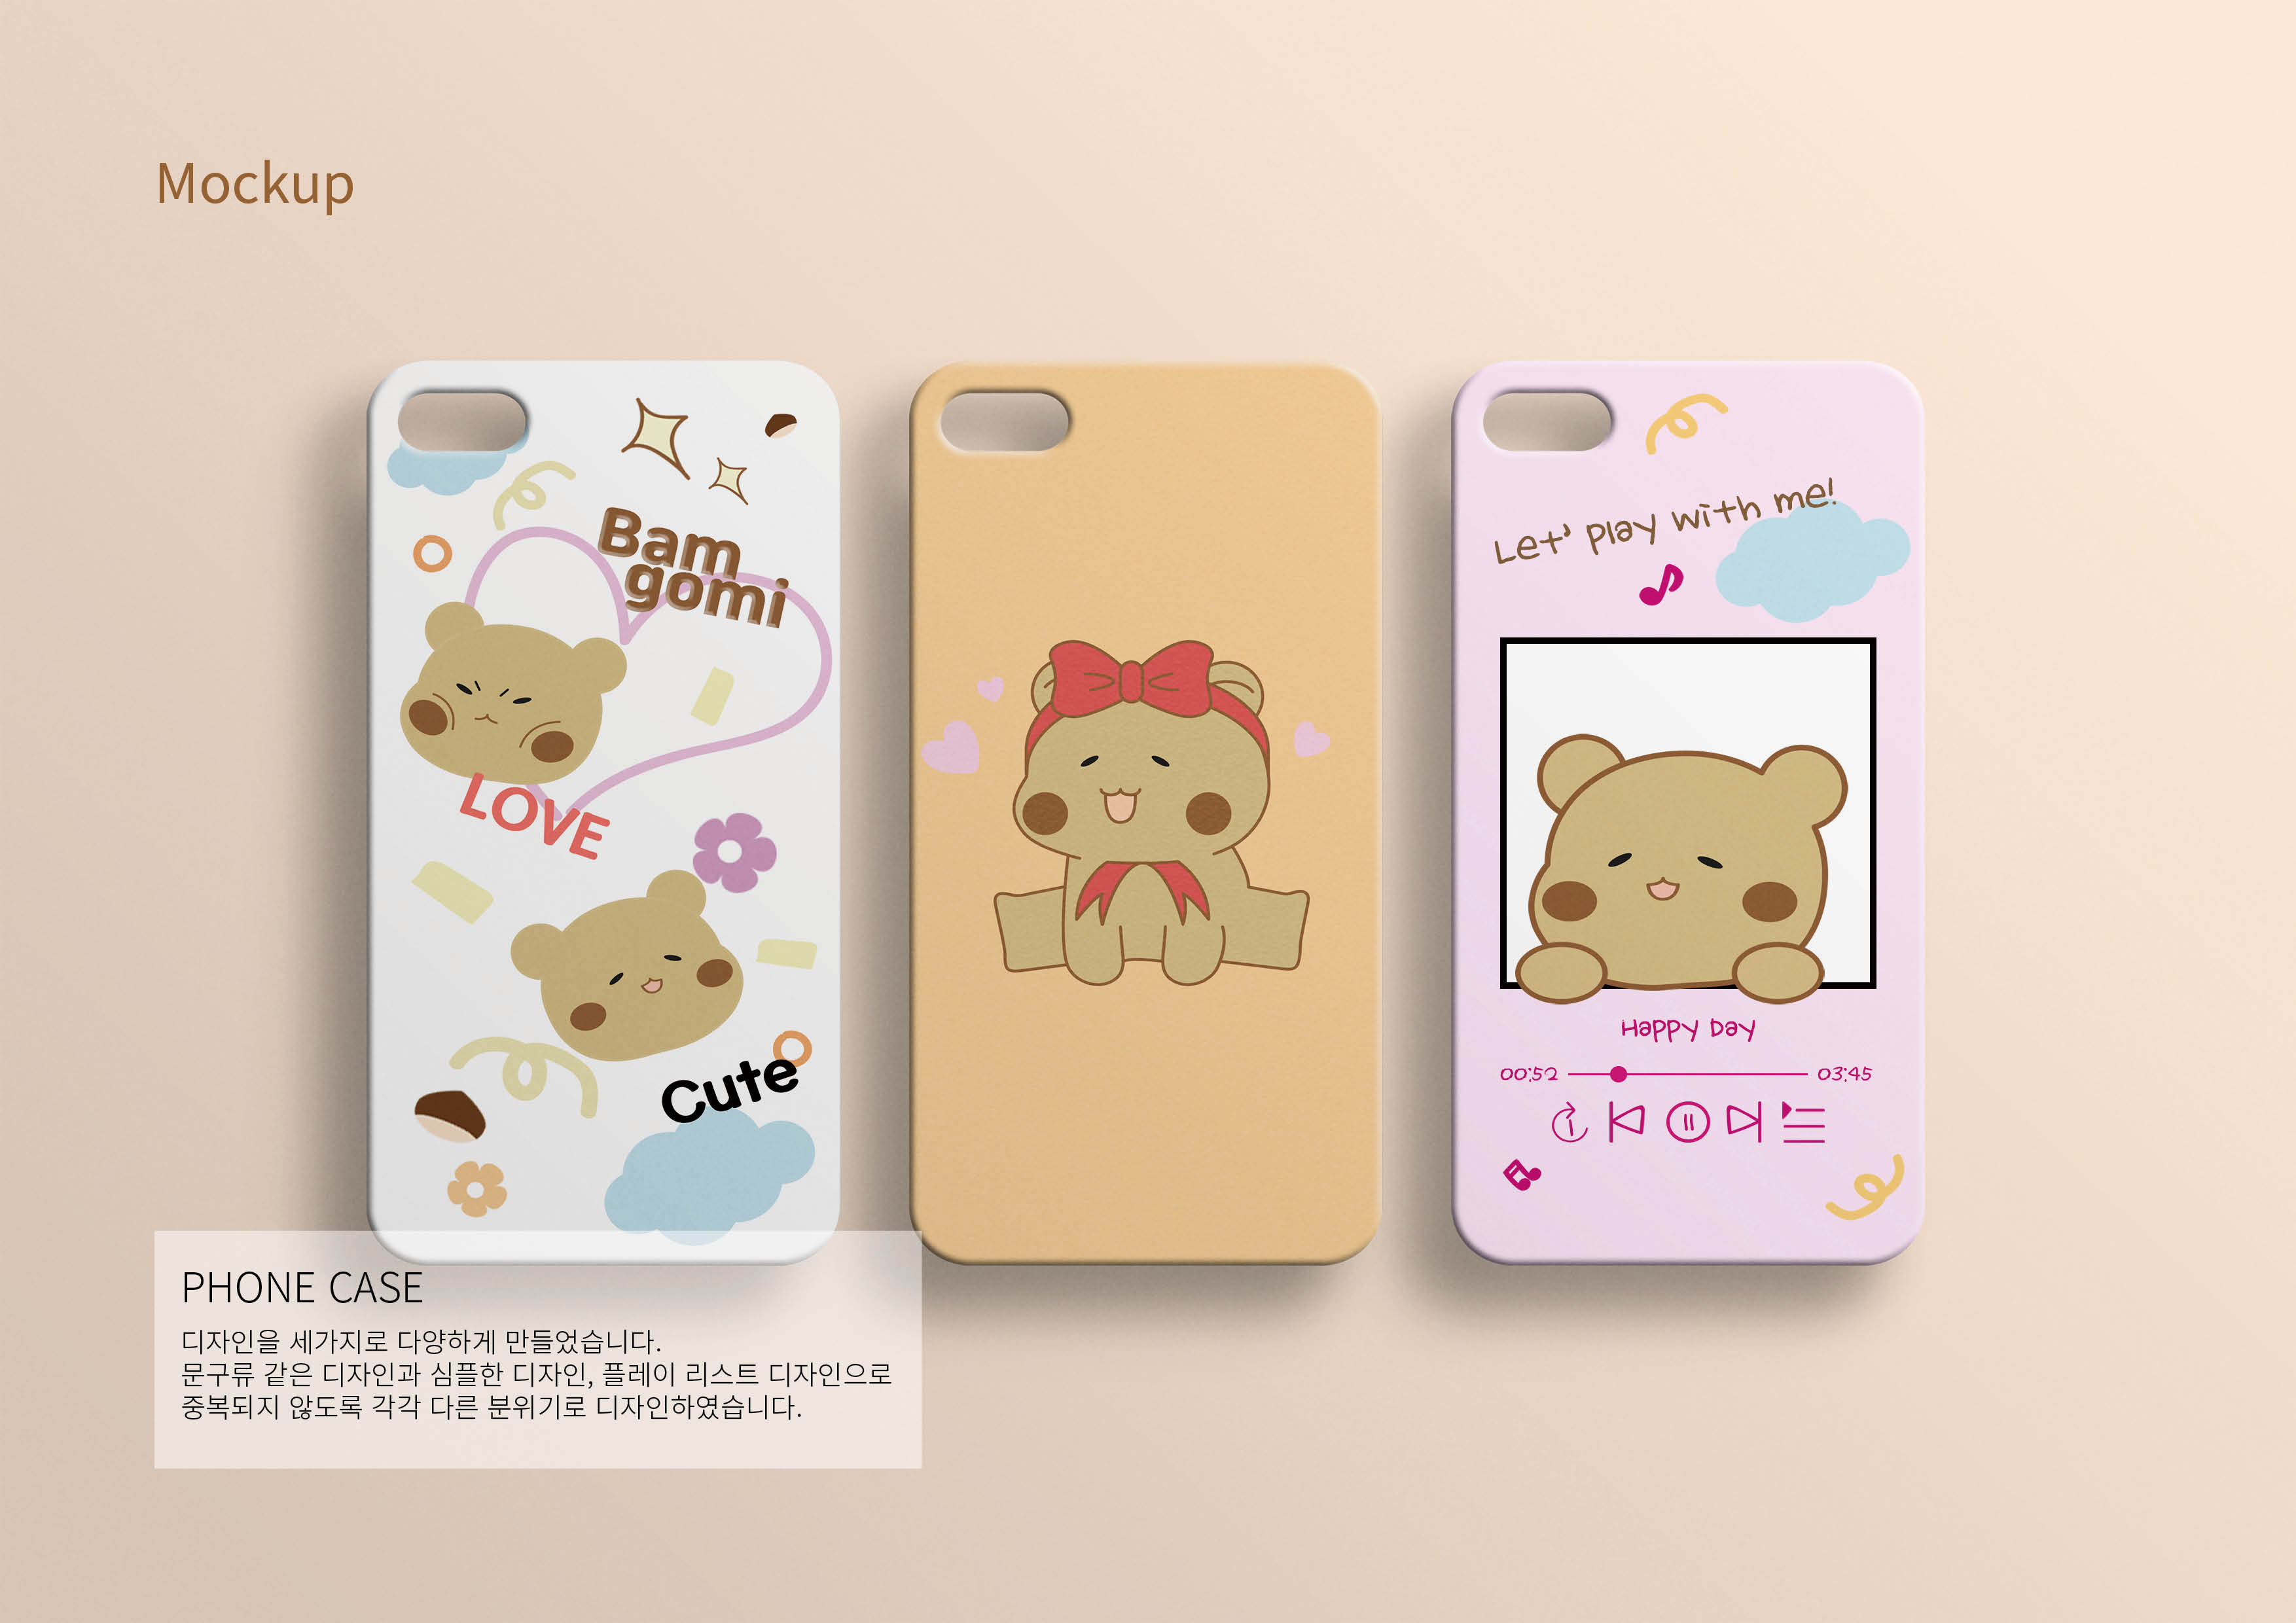 Mockup
Bam
gomi
LOVE
Cute
Let' play with me!
Happy Day
00:52 03:45
1
PHONE CASE
디자인을 세가지로 다양하게 만들었습니다.
문구류 같은 디자인과 심플한 디자인, 플레이 리스트 디자인으로
중복되지 않도록 각각 다른 분위기로 디자인하였습니다.